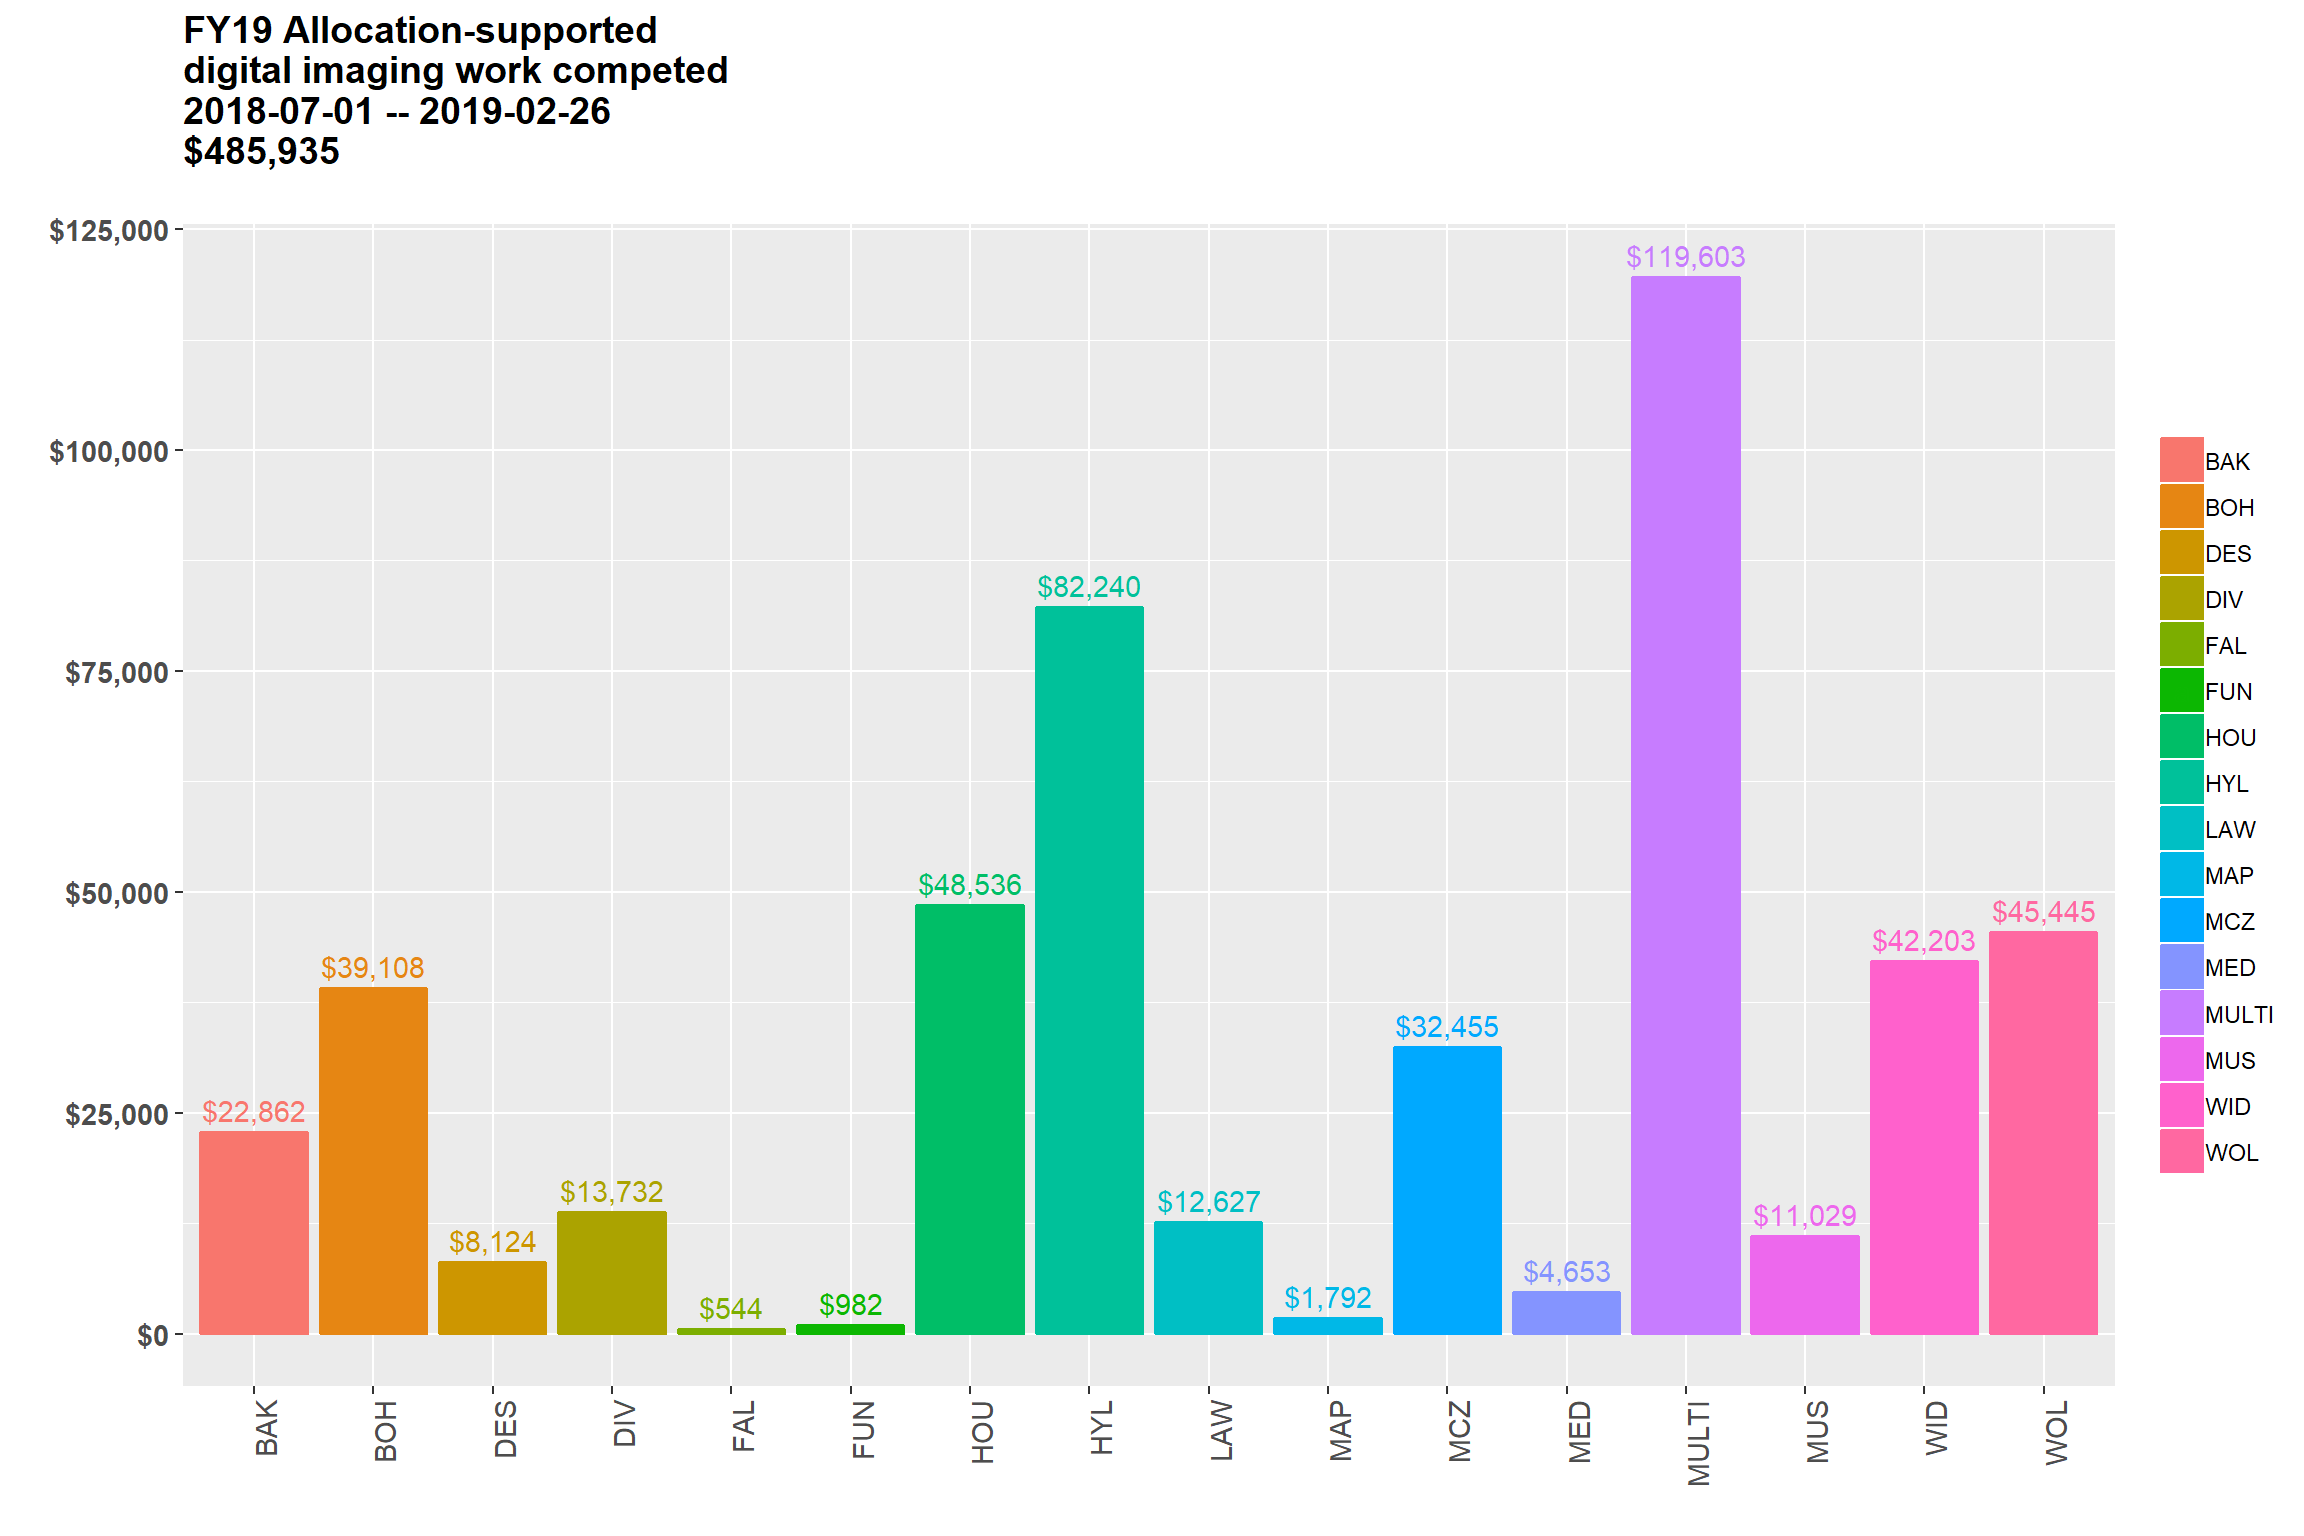 FY19 Allocation-supported
digital imaging work competed
2018-07-01 -- 2019-02-26
$485,935
$125,000
$100,000
$75,000
$50,000
$25,000
$0
$22,862
$39,108
$8,124
$13,732
$544
$982
$48,536
$82,240
$12,627
$1,792
$32,455
$4,653
$119,603
$11,029
$42,203
$45,445
BAK
BOH
DES
DIV
FAL
FUN
HOU
HYL
LAW
MAP
MCZ
MED
MULTI
MUS
WID
WOL
BAK
BOH
DES
DIV
FAL
FUN
HOU
HYL
LAW
MAP
MCZ
MED
MULTI
MUS
WID
WOL